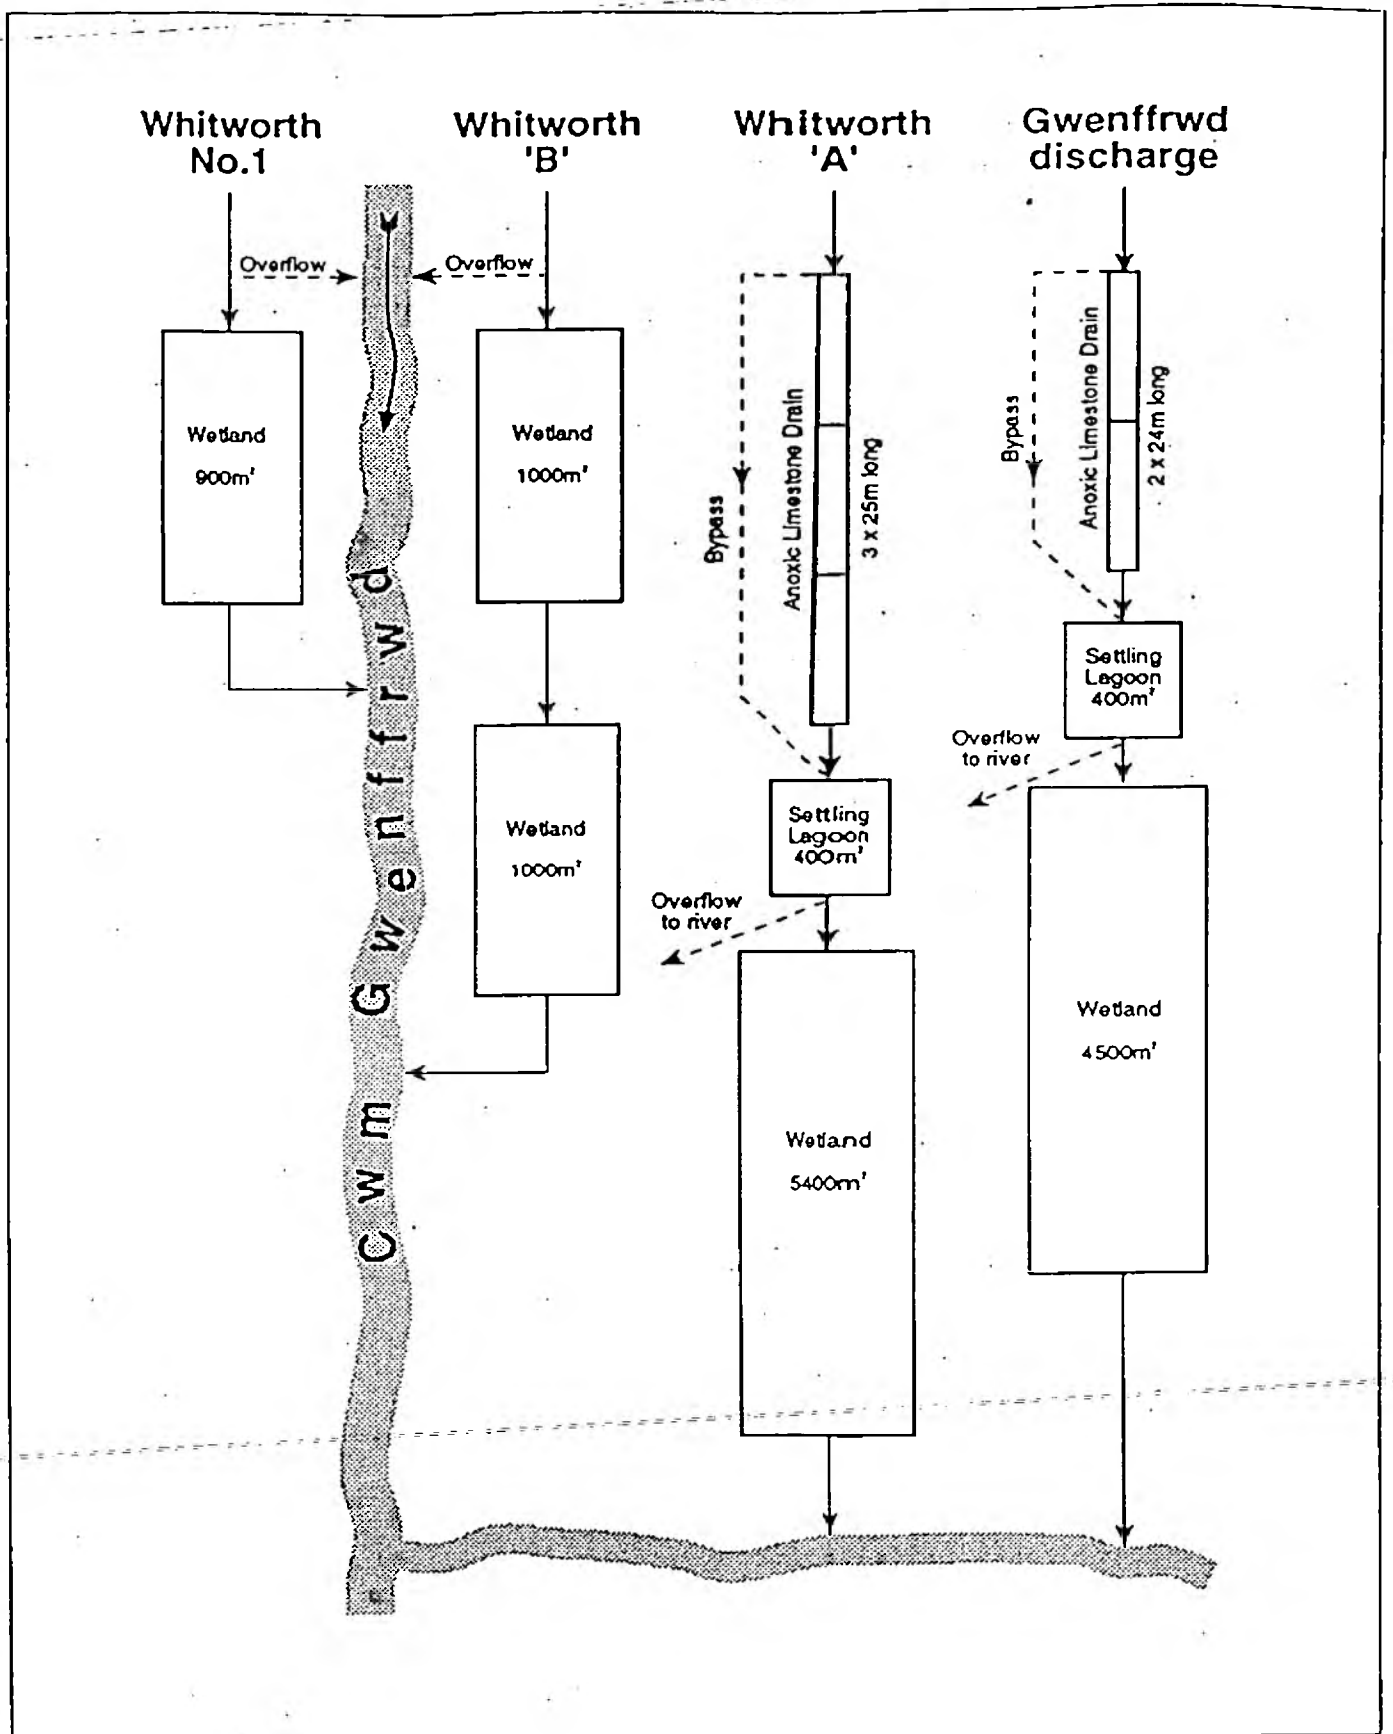 Whitworth
No.1
Whitworth
'B'
Whitworth
'A'
Gwenffrwd
discharge
Overflow
Overflow
Wetland
900m²
Wetland
1000m²
Bypass
Anoxic Limestone Drain
3 x 25m long
Bypass
Anoxic Limestone Drain
2 x 24m long
Cwm Gwenffrwd
Settling
Lagoon
400m²
Overflow
to river
Wetland
1000m²
Settling
Lagoon
400m²
Overflow
to river
Wetland
4500m²
Wetland
5400m²